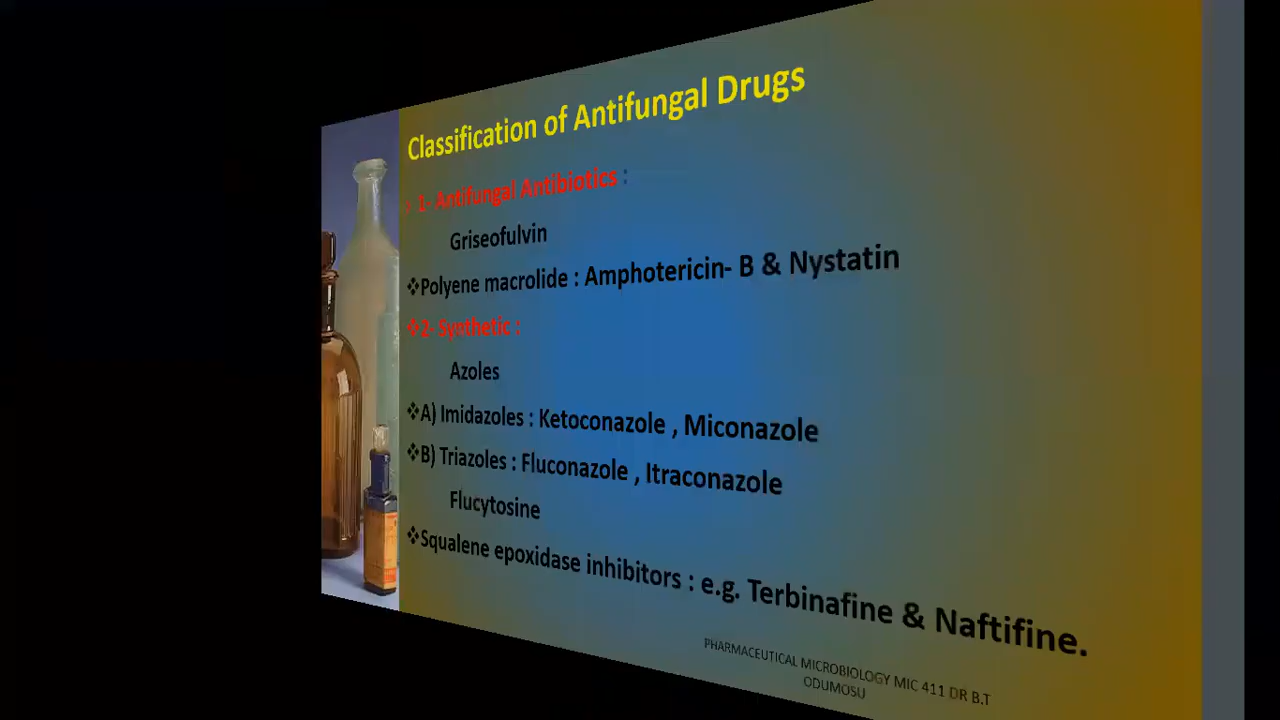 Classification of Antifungal Drugs
1- Antifungal Antibiotics :
Griseofulvin
❖Polyene macrolide : Amphotericin- B & Nystatin
❖2- Synthetic :
Azoles
❖A) Imidazoles : Ketoconazole , Miconazole
❖B) Triazoles : Fluconazole , Itraconazole
Flucytosine
❖Squalene epoxidase inhibitors : e.g. Terbinafine & Naftifine.
PHARMACEUTICAL MICROBIOLOGY MIC 411 DR B.T
ODUMOSU